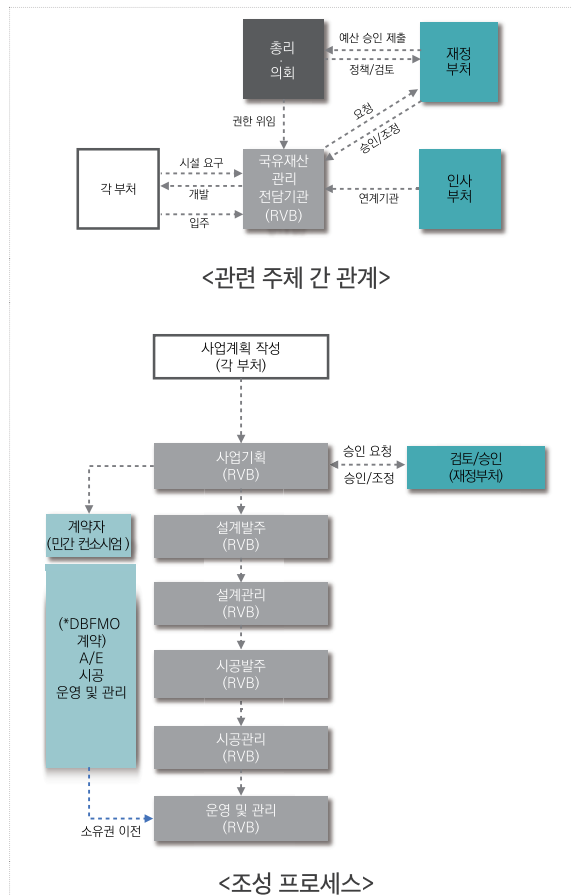 총리
·
의회
예산 승인 제출
정책/검토
재정
부처
권한 위임
요청
승인/조정
각 부처
시설 요구
개발
입주
국유재산
관리
전담기관
(RVB)
연계기관
인사
부처
<관련 주체 간 관계>
사업계획 작성
(각 부처)
사업기획
(RVB)
승인 요청
승인/조정
검토/승인
(재정부처)
계약자
(민간 컨소시엄)
설계발주
(RVB)
(*DBFMO
계약)
A/E
시공
운영 및 관리
설계관리
(RVB)
시공발주
(RVB)
시공관리
(RVB)
소유권 이전
운영 및 관리
(RVB)
<조성 프로세스>